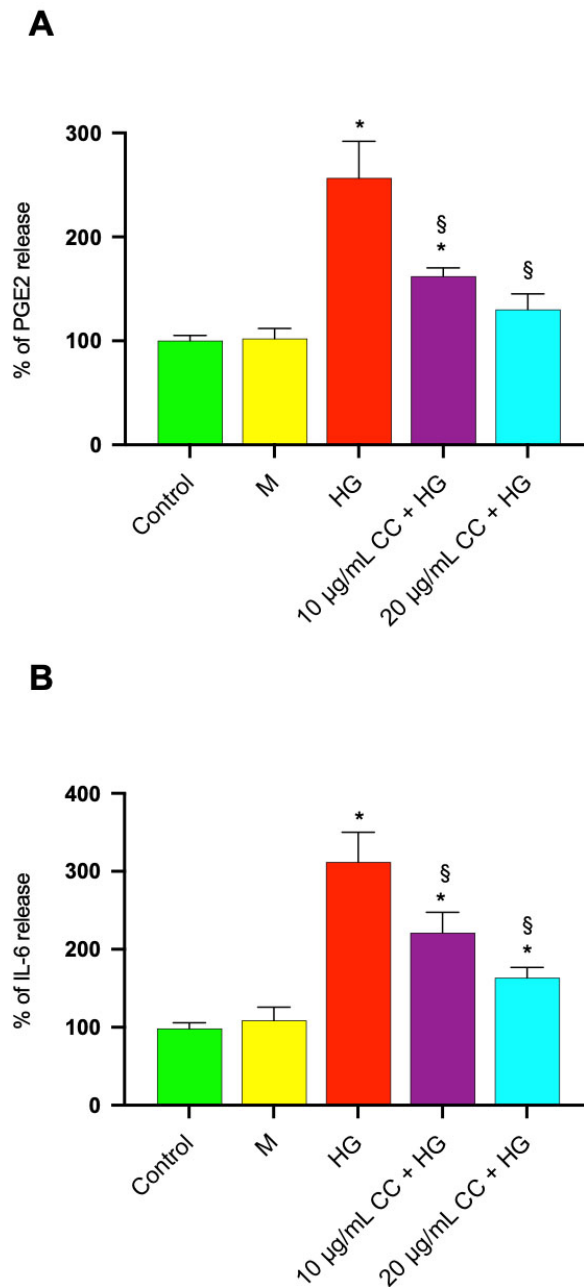 A
% of PGE2 release
300
200
100
0
*
§
*
§
Control
M
HG
10 µg/mL CC + HG
20 µg/mL CC + HG
B
% of IL-6 release
400
300
200
100
0
*
§
*
§
*
Control
M
HG
10 µg/mL CC + HG
20 µg/mL CC + HG